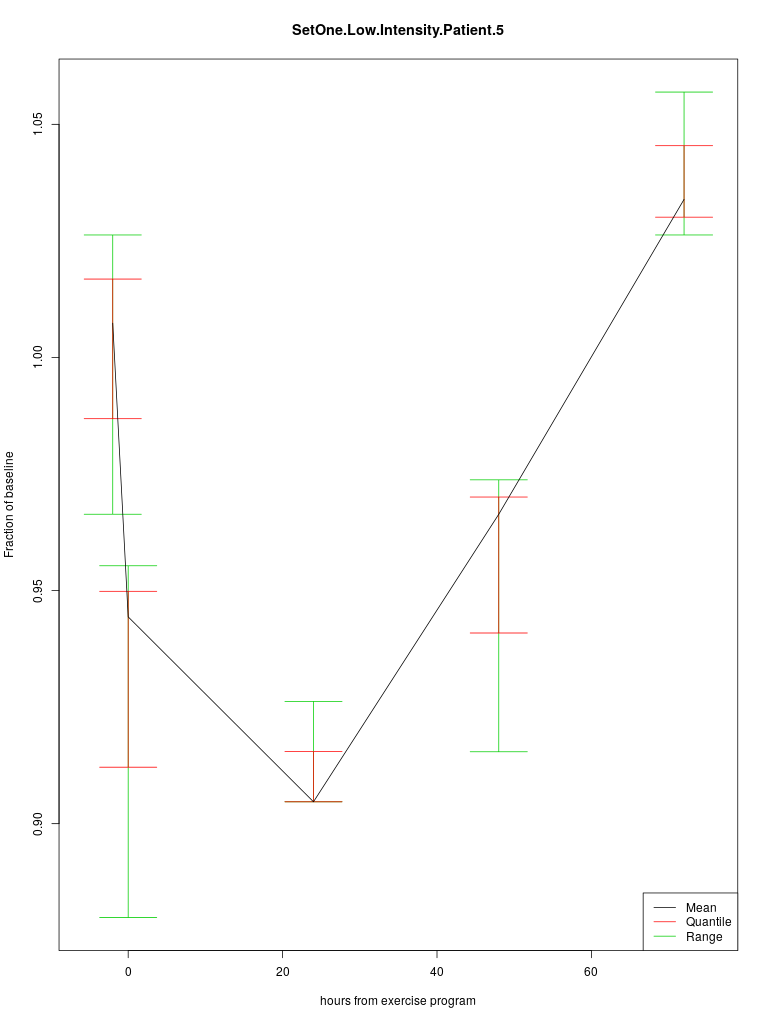 SetOne.Low.Intensity.Patient.5
Fraction of baseline
1.05
1.00
0.95
0.90
0 20 40 60
hours from exercise program
Mean
Quantile
Range